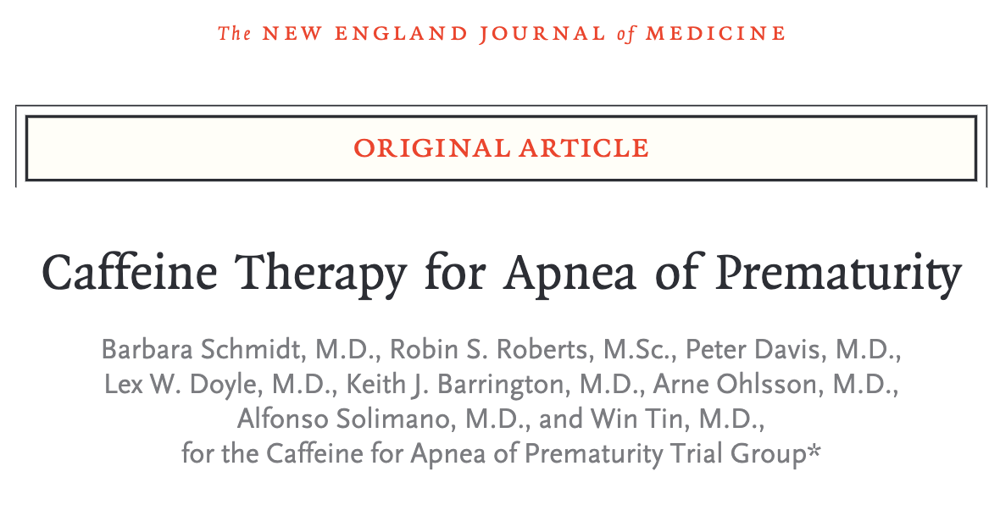 The NEW ENGLAND JOURNAL of MEDICINE
ORIGINAL ARTICLE
Caffeine Therapy for Apnea of Prematurity
Barbara Schmidt, M.D., Robin S. Roberts, M.Sc., Peter Davis, M.D.,
Lex W. Doyle, M.D., Keith J. Barrington, M.D., Arne Ohlsson, M.D.,
Alfonso Solimano, M.D., and Win Tin, M.D.,
for the Caffeine for Apnea of Prematurity Trial Group*